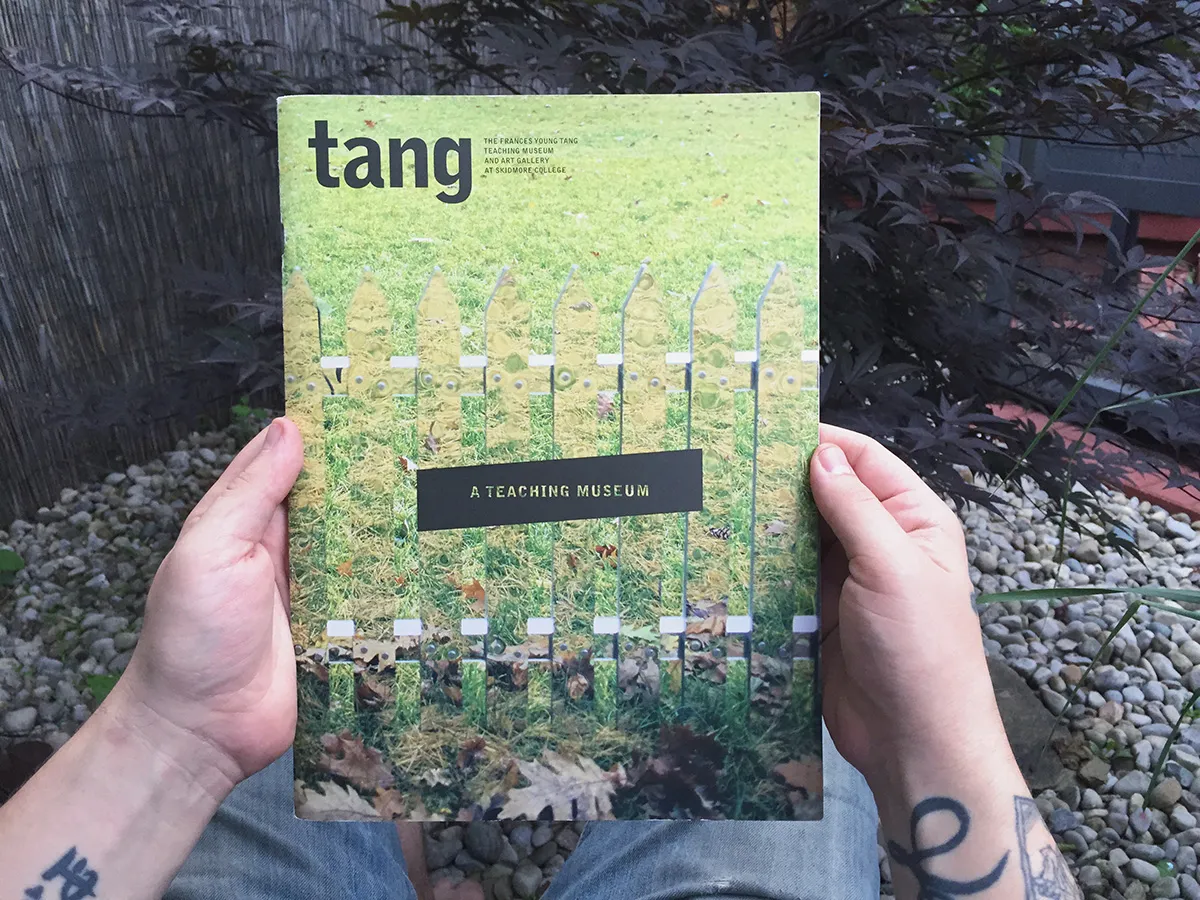 tang
THE FRANCES YOUNG TANG
TEACHING MUSEUM
AND ART GALLERY
AT SKIDMORE COLLEGE
A TEACHING MUSEUM